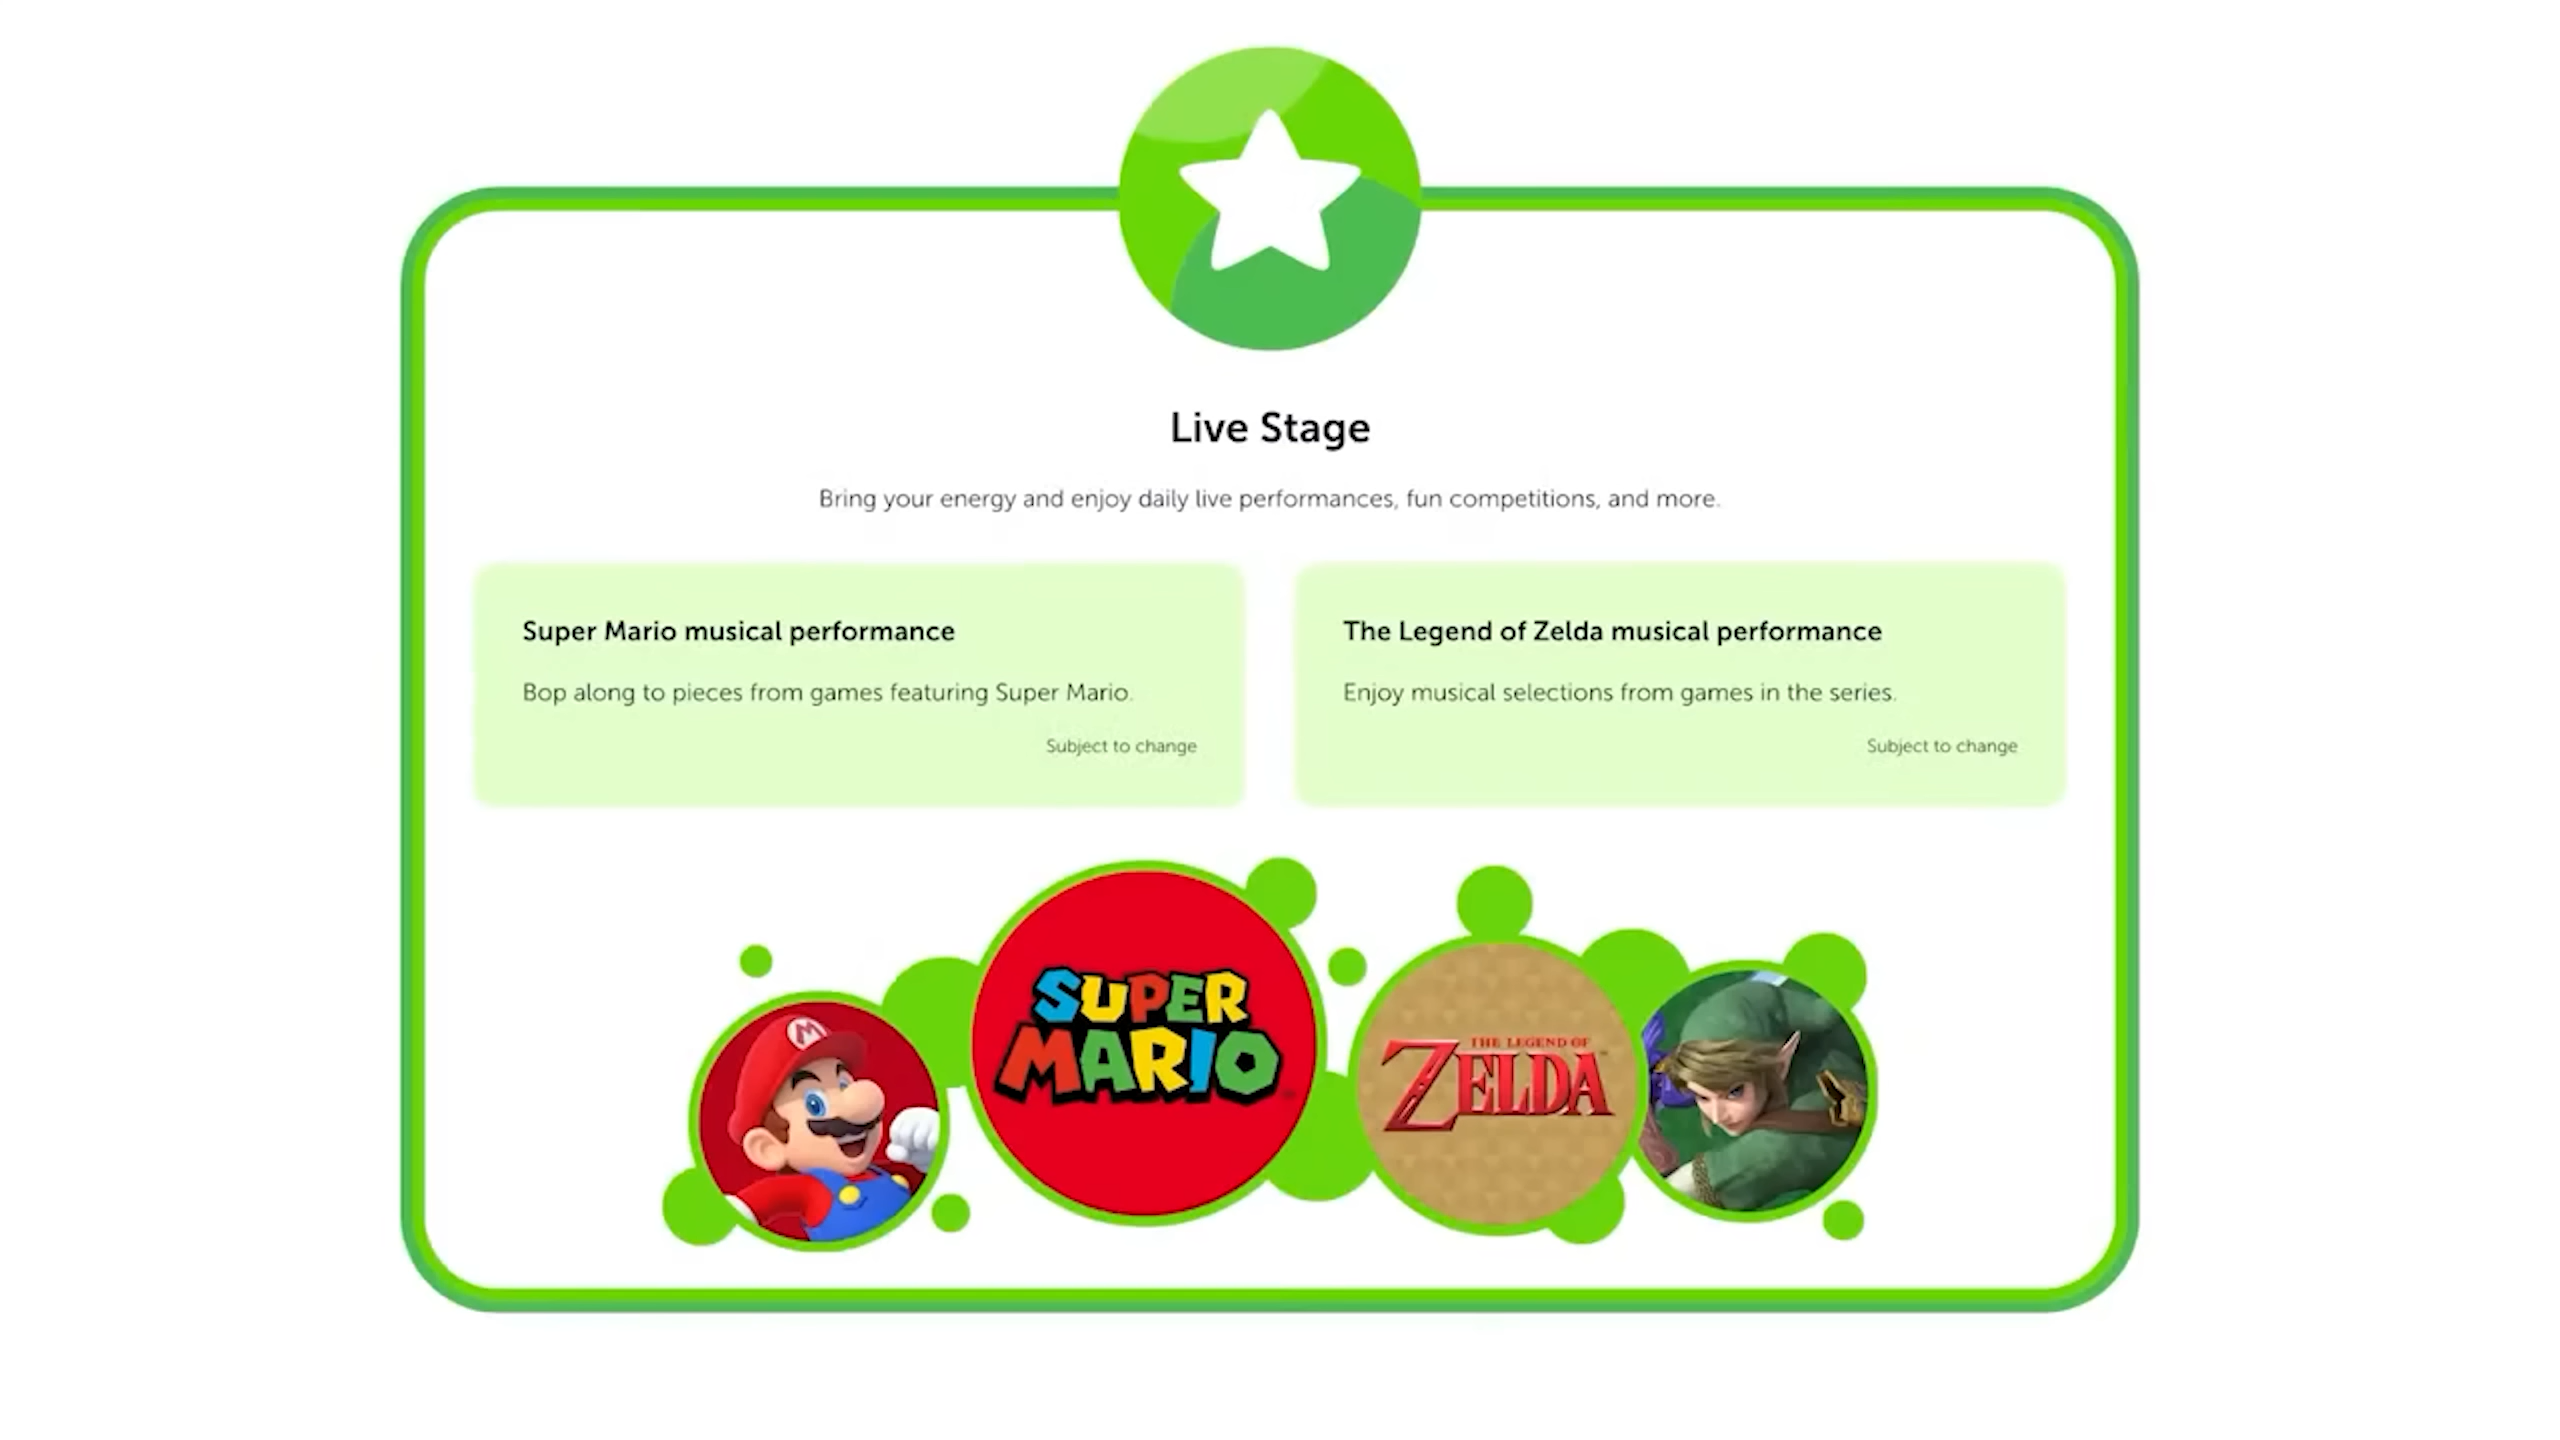 Live Stage
Bring your energy and enjoy daily live performances, fun competitions, and more.
Super Mario musical performance
Bop along to pieces from games featuring Super Mario.
Subject to change
The Legend of Zelda musical performance
Enjoy musical selections from games in the series.
Subject to change
M
SUPER
MARIO
THE LEGEND OF
ZELDA